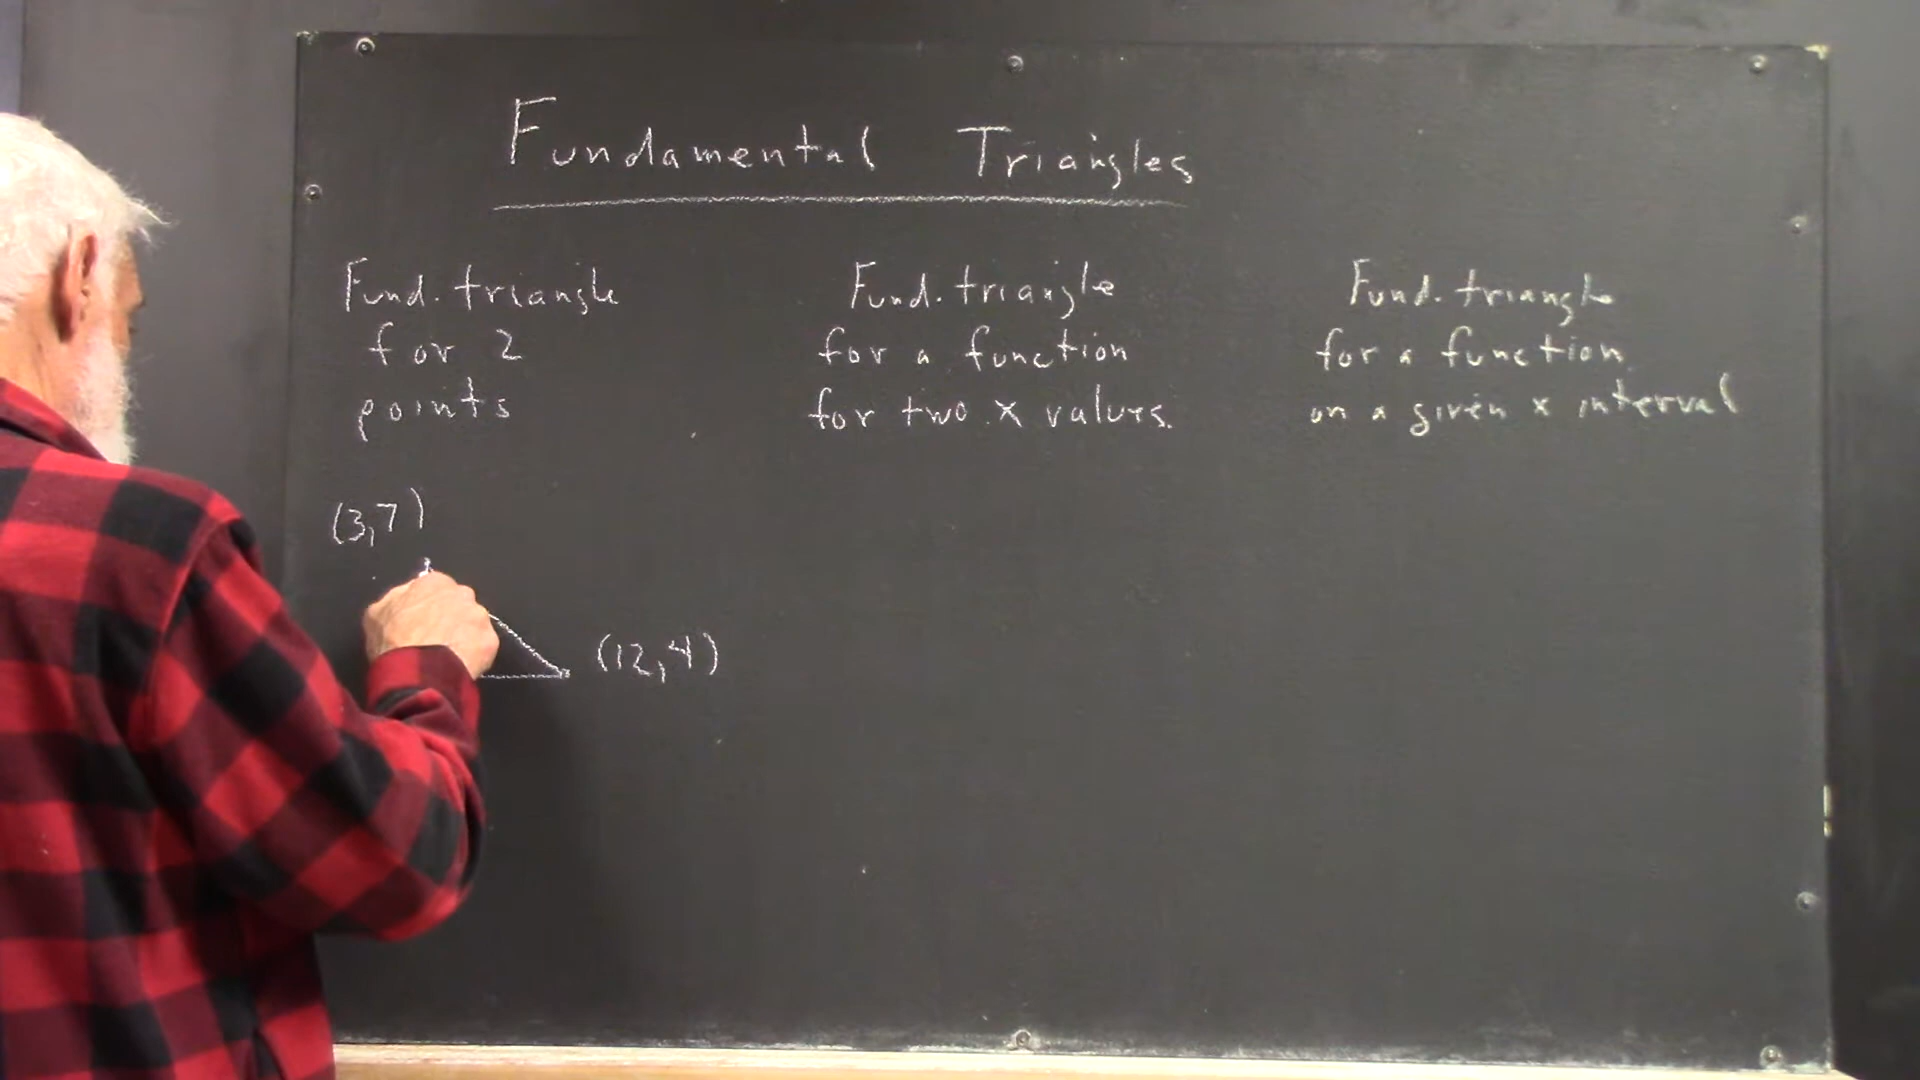 Fundamental Triangles
Fund. triangle
for 2
points
Fund. triangle
for a function
for two x values.
Fund. triangle
for a function
on a given x interval
(3,7)
(12,4)